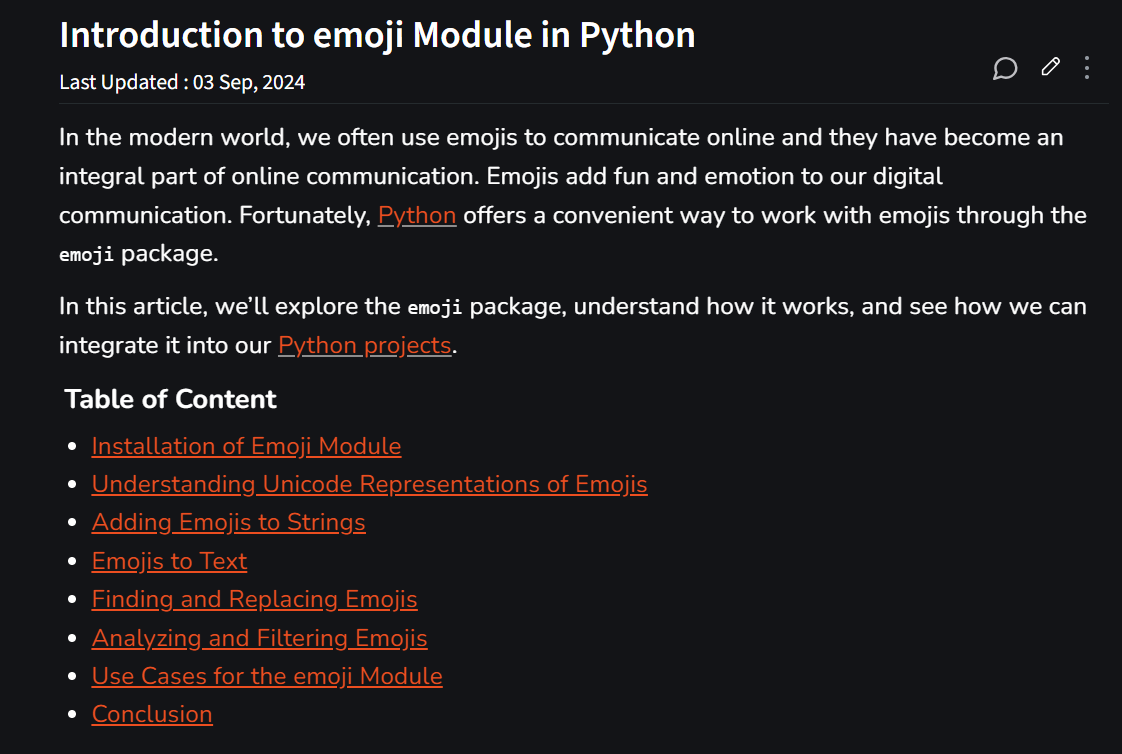 Introduction to emoji Module in Python
Last Updated : 03 Sep, 2024
In the modern world, we often use emojis to communicate online and they have become an
integral part of online communication. Emojis add fun and emotion to our digital
communication. Fortunately, Python offers a convenient way to work with emojis through the
emoji package.
In this article, we’ll explore the emoji package, understand how it works, and see how we can
integrate it into our Python projects.
Table of Content
Installation of Emoji Module
Understanding Unicode Representations of Emojis
Adding Emojis to Strings
Emojis to Text
Finding and Replacing Emojis
Analyzing and Filtering Emojis
Use Cases for the emoji Module
Conclusion